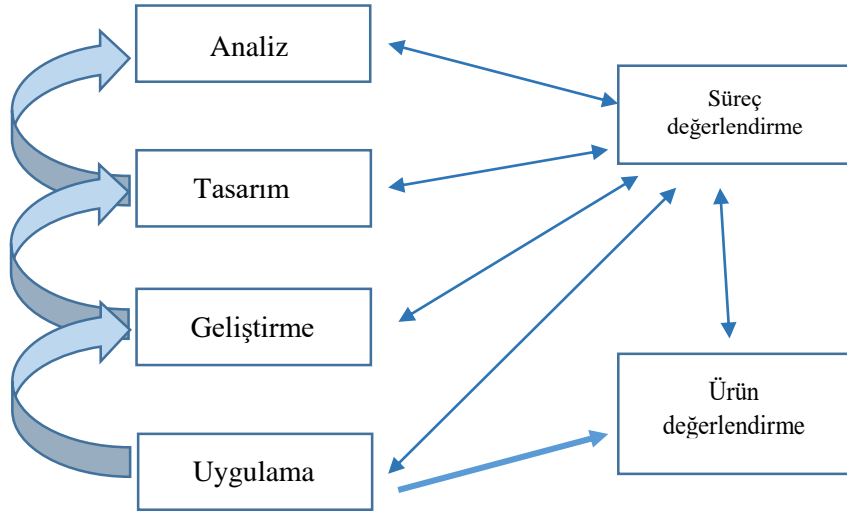 Analiz
Süreç
değerlendirme
Tasarım
Geliştirme
Ürün
değerlendirme
Uygulama